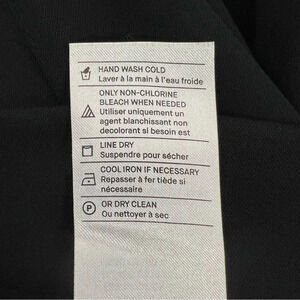 HAND WASH COLD
Laver à la main à l'eau froide
ONLY NON-CHLORINE
BLEACH WHEN NEEDED
Utiliser uniquement un
agent blanchissant non
decolorant si besoin est
LINE DRY
Suspendre pour sécher
COOL IRON IF NECESSARY
Repasser à fer tiède si
nécessaire
P OR DRY CLEAN
Ou nettoyer à sec